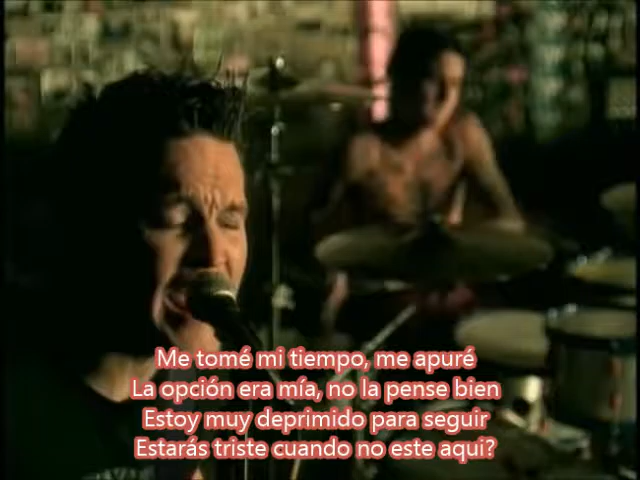 Me tomé mi tiempo, me apuré
La opción era mía, no la pense bien
Estoy muy deprimido para seguir
Estarás triste cuando no este aqui?